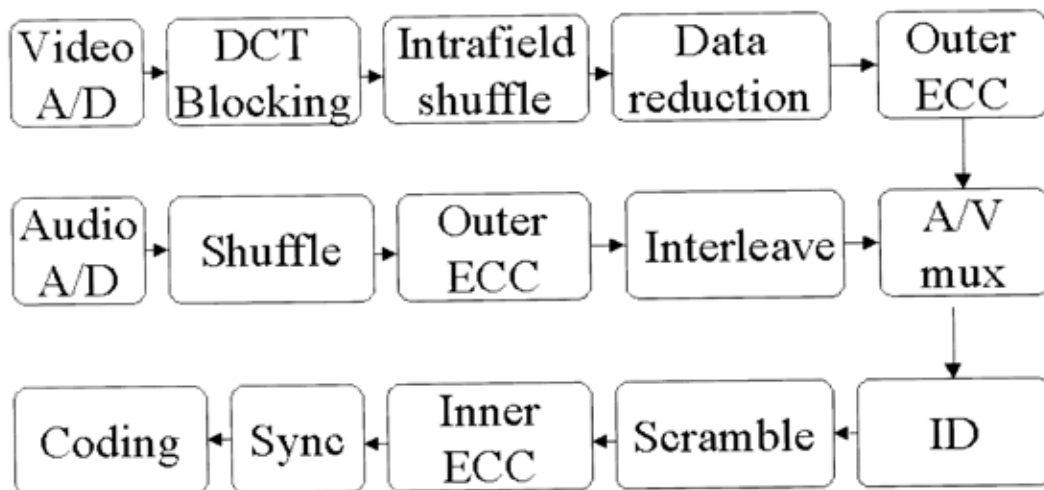 Video
A/D
DCT
Blocking
Intrafield
shuffle
Data
reduction
Outer
ECC
Audio
A/D
Shuffle
Outer
ECC
Interleave
A/V
mux
Coding
Sync
Inner
ECC
Scramble
ID